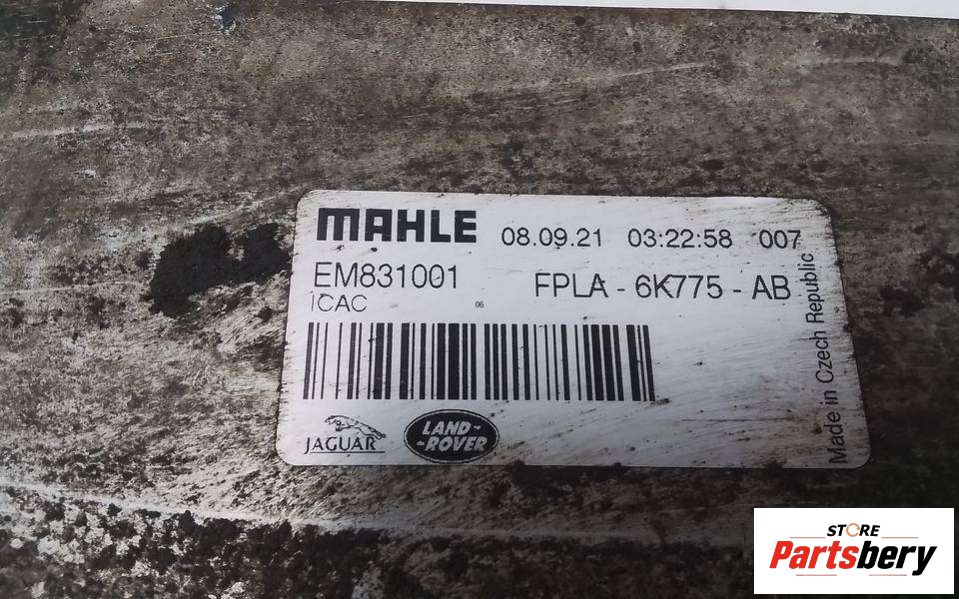 MAHLE 08.09.21 03:22:58 007
EM831001 FPLA - 6K775 - AB
ICAC 06
JAGUAR
LAND-
-ROVER
Made in Czech Republic
STORE
Partsbery